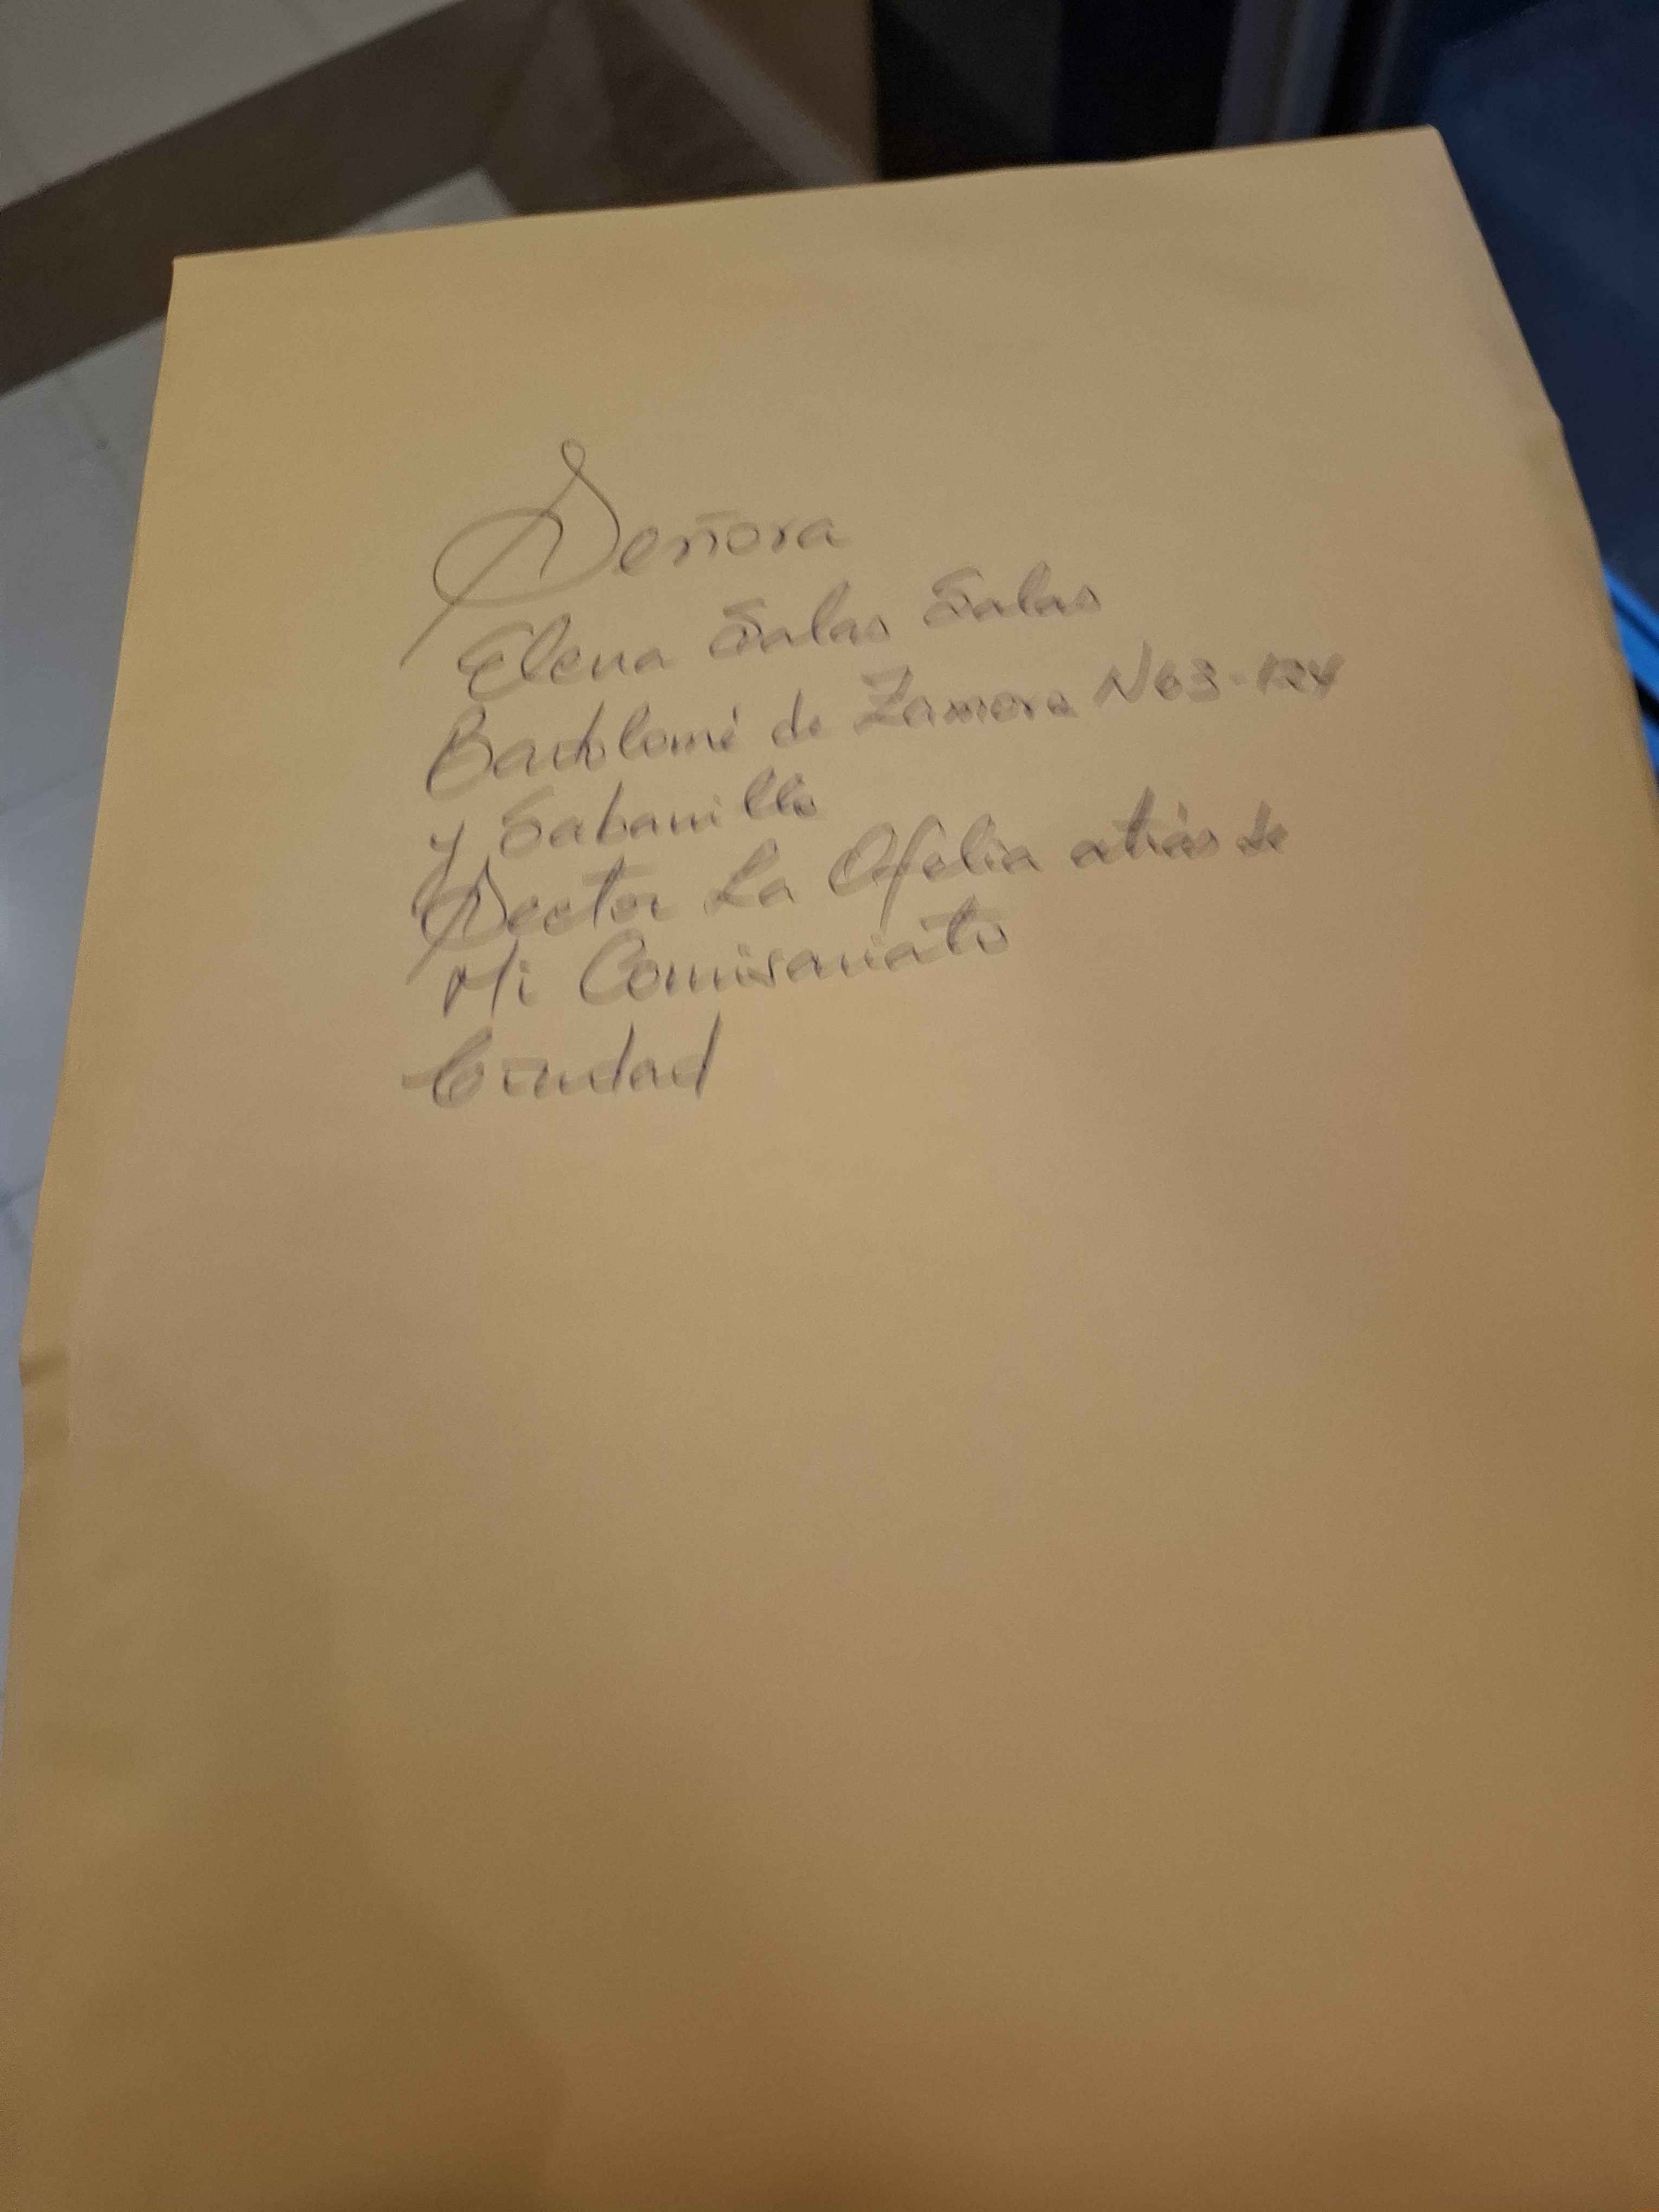 Señora
Elena Salas Salas
Bartolomé de Zamora N63-124
y Sabanilla
Sector La Ofelia atrás de
Mi Comisariato
Ciudad